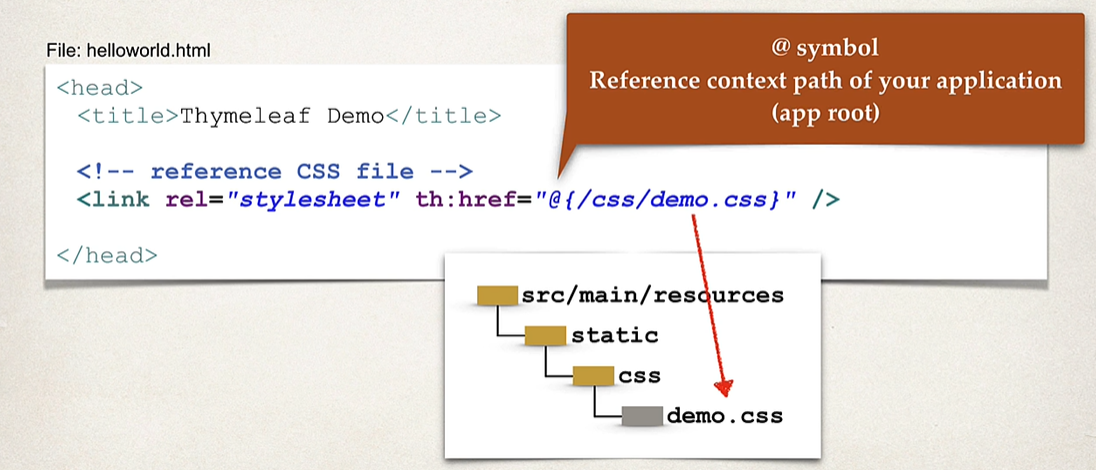 File: helloworld.html
@ symbol
Reference context path of your application
(app root)
<head>
<title>Thymeleaf Demo</title>
<!-- reference CSS file -->
<link rel="stylesheet" th:href="@{/css/demo.css}" />
</head>
src/main/resources
static
css
demo.css